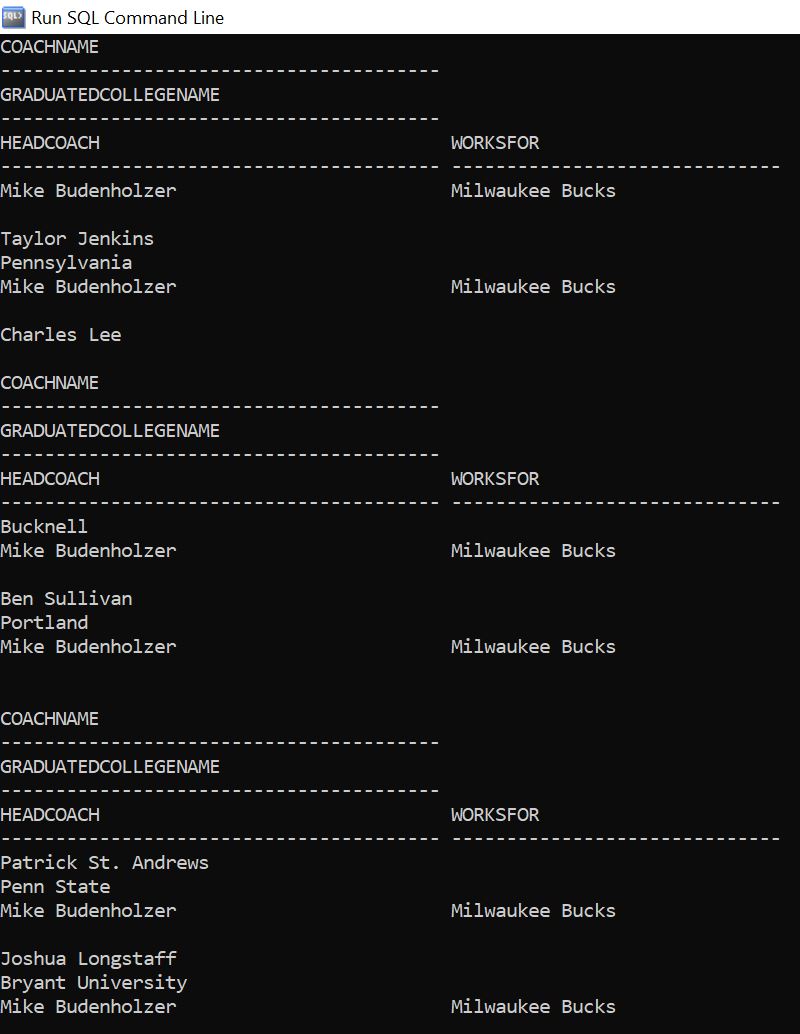 SQL>
Run SQL Command Line
COACHNAME
----------------------------------------
GRADUATEDCOLLEGENAME
----------------------------------------
HEADCOACH                                WORKSFOR
---------------------------------------- ------------------------------
Mike Budenholzer                         Milwaukee Bucks

Taylor Jenkins
Pennsylvania
Mike Budenholzer                         Milwaukee Bucks

Charles Lee

COACHNAME
----------------------------------------
GRADUATEDCOLLEGENAME
----------------------------------------
HEADCOACH                                WORKSFOR
---------------------------------------- ------------------------------
Bucknell
Mike Budenholzer                         Milwaukee Bucks

Ben Sullivan
Portland
Mike Budenholzer                         Milwaukee Bucks


COACHNAME
----------------------------------------
GRADUATEDCOLLEGENAME
----------------------------------------
HEADCOACH                                WORKSFOR
---------------------------------------- ------------------------------
Patrick St. Andrews
Penn State
Mike Budenholzer                         Milwaukee Bucks

Joshua Longstaff
Bryant University
Mike Budenholzer                         Milwaukee Bucks